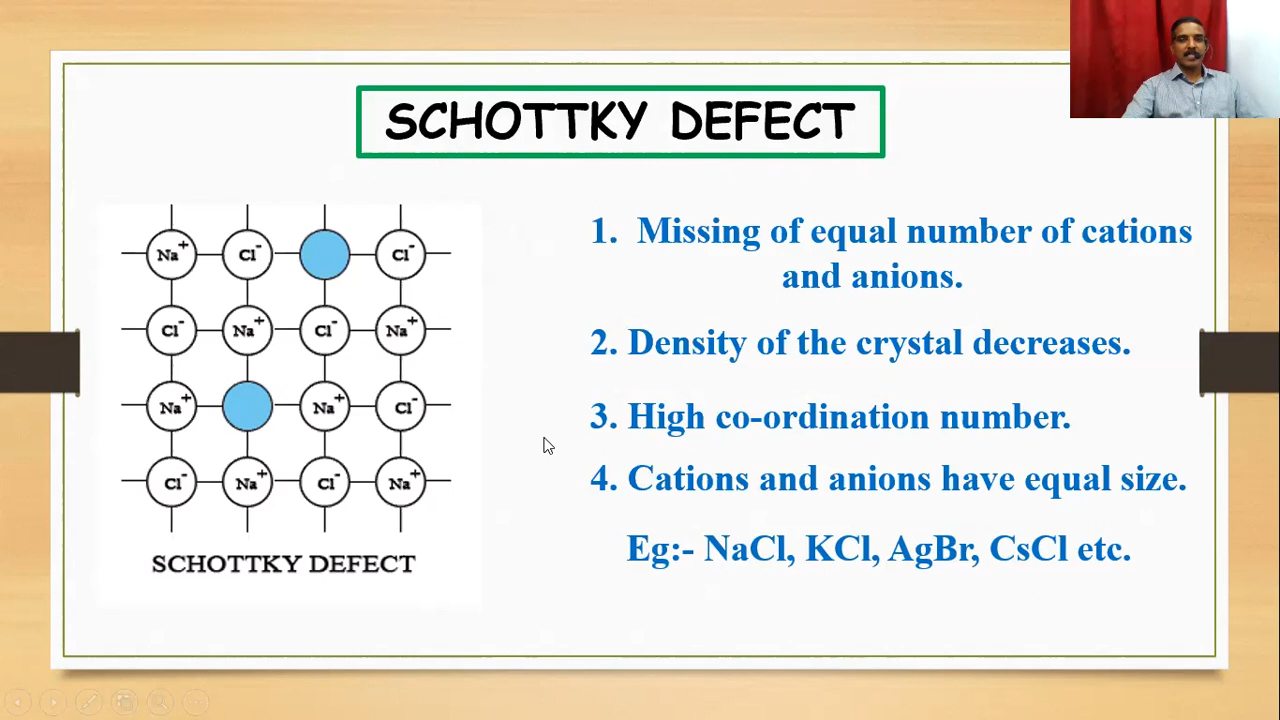 SCHOTTKY DEFECT
Na+ Cl- Cl-
Cl- Na+ Cl- Na+
Na+ Na+ Cl-
Cl- Na+ Cl- Na+
SCHOTTKY DEFECT
1. Missing of equal number of cations
and anions.
2. Density of the crystal decreases.
3. High co-ordination number.
4. Cations and anions have equal size.
Eg:- NaCl, KCl, AgBr, CsCl etc.